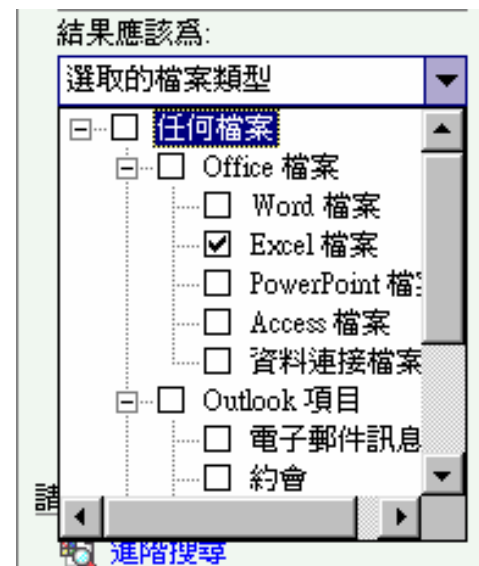 結果應該為:
選取的檔案類型
任何檔案
Office 檔案
Word 檔案
Excel 檔案
PowerPoint 檔
Access 檔案
資料連接檔案
Outlook 項目
電子郵件訊息
約會
請
進階搜尋